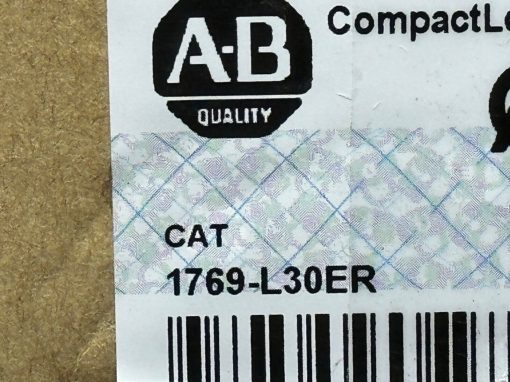 A-B
CompactLo
QUALITY
CAT
1769-L30ER